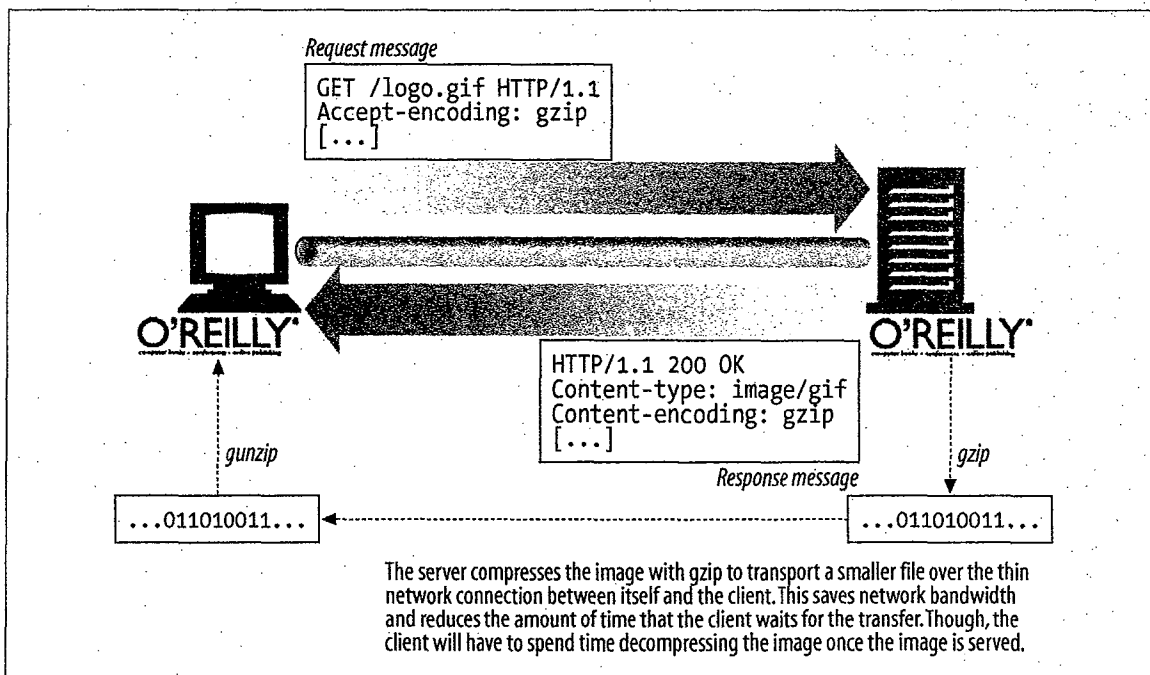 Request message
GET /logo.gif HTTP/1.1
Accept-encoding: gzip
[...]
O'REILLY®
O'REILLY®
HTTP/1.1 200 OK
Content-type: image/gif
Content-encoding: gzip
[...]
Response message
gunzip
gzip
...011010011...
...011010011...
The server compresses the image with gzip to transport a smaller file over the thin
network connection between itself and the client. This saves network bandwidth
and reduces the amount of time that the client waits for the transfer. Though, the
client will have to spend time decompressing the image once the image is served.